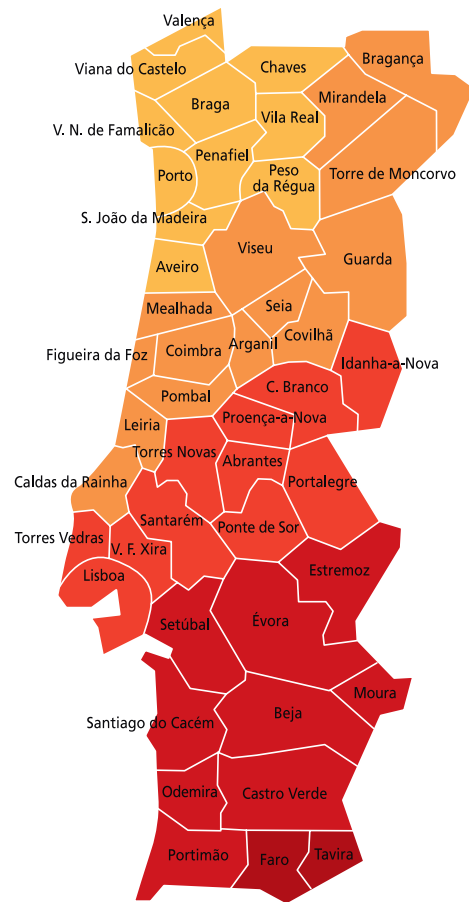 Valença
Bragança
Viana do Castelo
Chaves
Braga
Mirandela
V. N. de Famalicão
Vila Real
Penafiel
Porto
Peso
da Régua
Torre de Moncorvo
S. João da Madeira
Viseu
Aveiro
Guarda
Mealhada
Seia
Figueira da Foz
Coimbra
Arganil
Covilhã
Idanha-a-Nova
C. Branco
Pombal
Proença-a-Nova
Leiria
Torres Novas
Abrantes
Caldas da Rainha
Portalegre
Santarém
Ponte de Sor
Torres Vedras
V. F. Xira
Estremoz
Lisboa
Setúbal
Évora
Moura
Santiago do Cacém
Beja
Odemira
Castro Verde
Portimão
Faro
Tavira